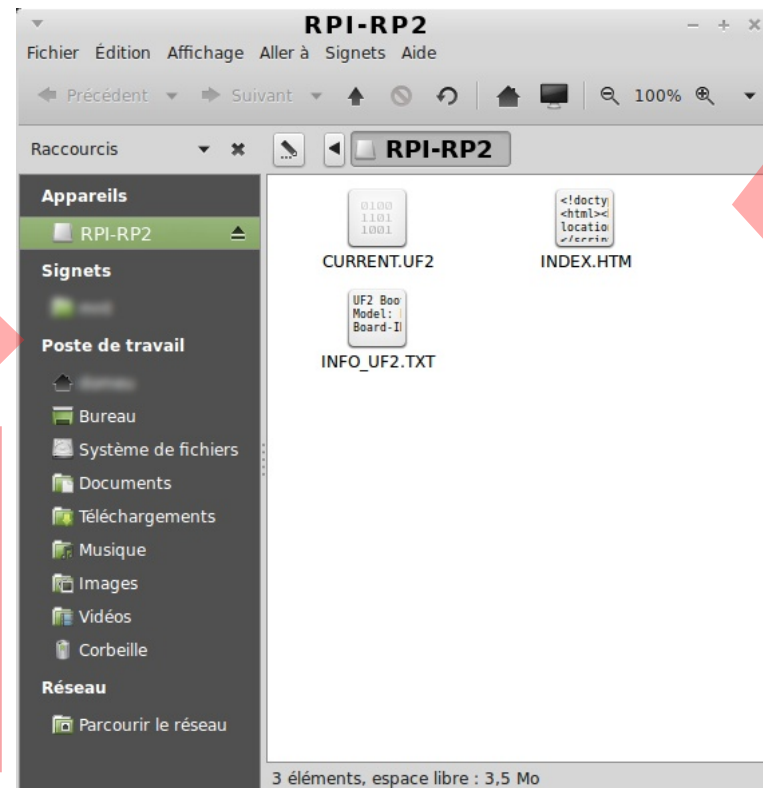 RPI-RP2
Fichier Édition Affichage Aller à Signets Aide
Précédent Suivant 100%
Raccourcis RPI-RP2
Appareils
RPI-RP2
Signets
Poste de travail
Bureau
Système de fichiers
Documents
Téléchargements
Musique
Images
Vidéos
Corbeille
Réseau
Parcourir le réseau
0100
1101
1001
CURRENT.UF2
<!docty
<html><
locatio
</scrip
INDEX.HTM
UF2 Boo
Model:
Board-I
INFO_UF2.TXT
3 éléments, espace libre : 3,5 Mo